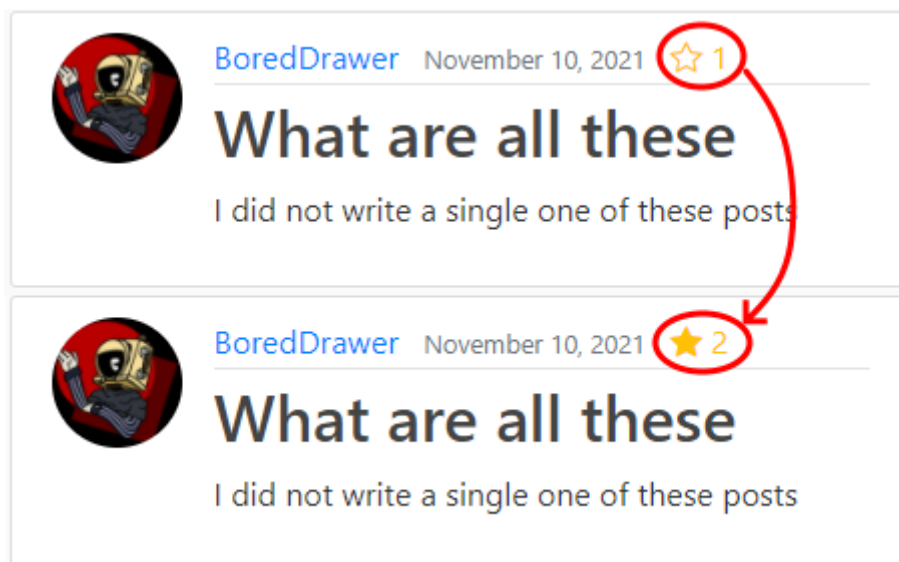 BoredDrawer November 10, 2021 1
What are all these
I did not write a single one of these posts
BoredDrawer November 10, 2021 2
What are all these
I did not write a single one of these posts